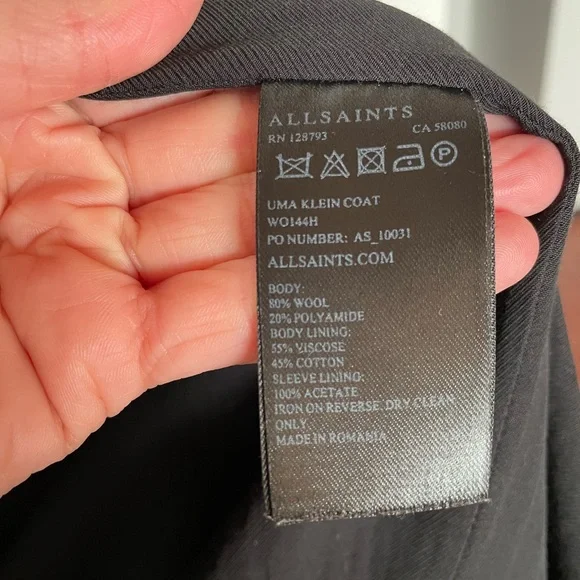 ALLSAINTS
RN 128793 CA 58080
P
UMA KLEIN COAT
WO144H
PO NUMBER: AS_10031
ALLSAINTS.COM
BODY:
80% WOOL
20% POLYAMIDE
BODY LINING:
55% VISCOSE
45% COTTON
SLEEVE LINING:
100% ACETATE
IRON ON REVERSE. DRY CLEAN
ONLY
MADE IN ROMANIA